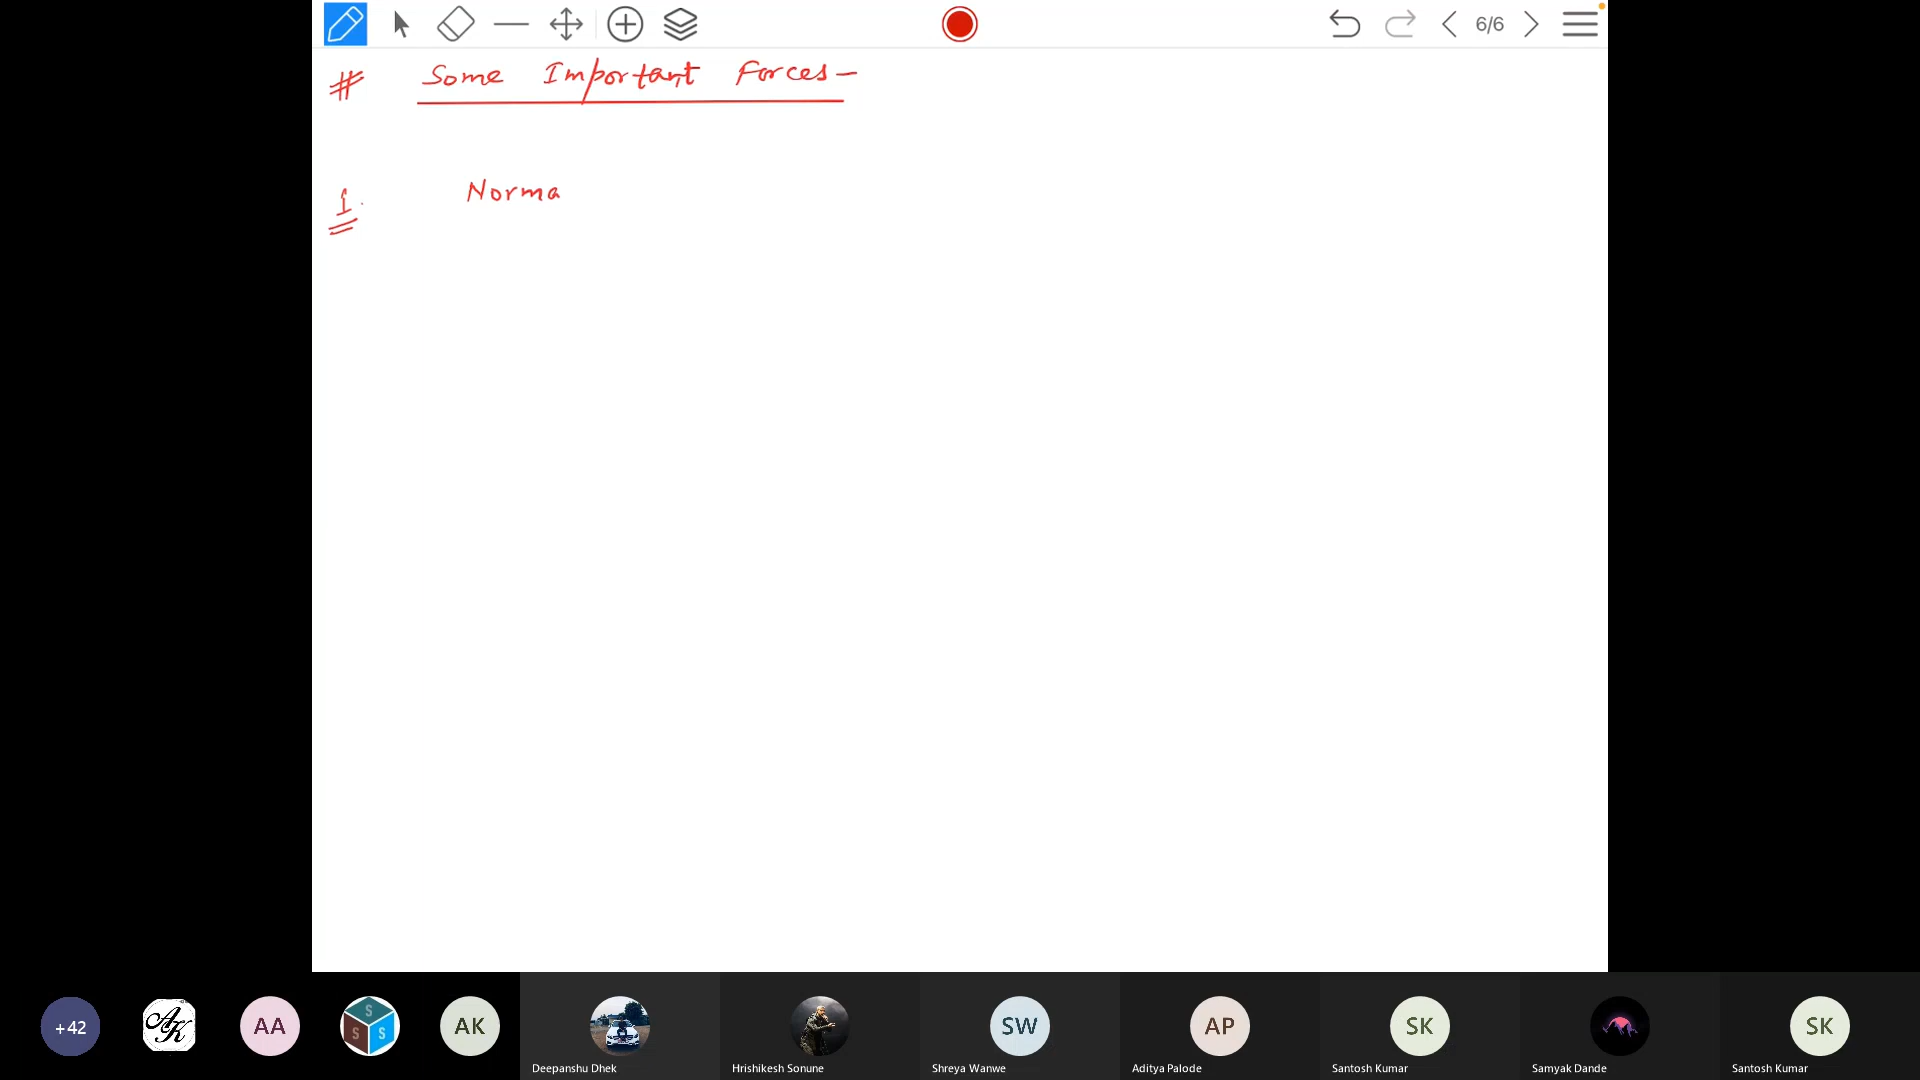 6/6
# Some Important Forces-
1. Norma
+42 AK AA S S S AK SW AP SK SK
Deepanshu Dhek Hrishikesh Sonune Shreya Wanwe Aditya Palode Santosh Kumar Samyak Dande Santosh Kumar